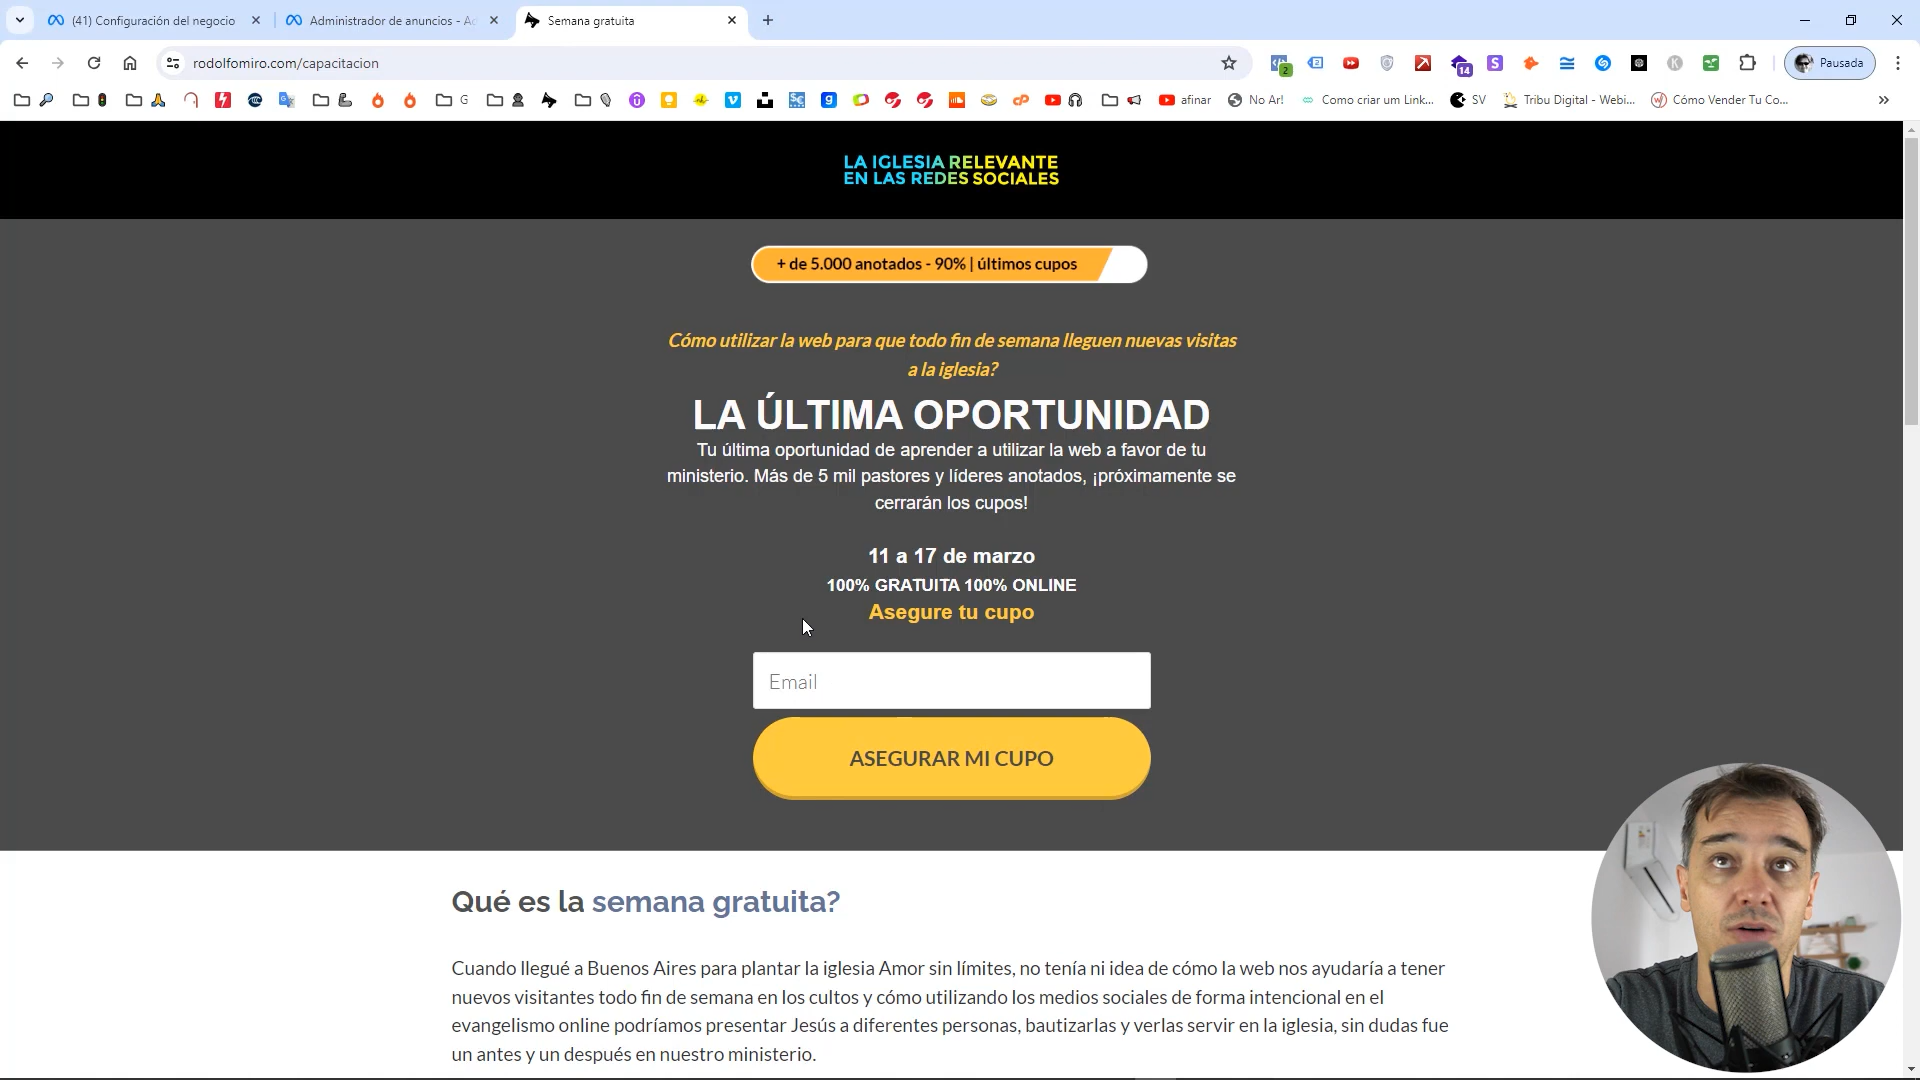 (41) Configuración del negocio
Administrador de anuncios - Ac
Semana gratuita
rodolfomiro.com/capacitacion
2
14
Pausada
G
afinar
No Ar!
Como criar um Link...
SV
Tribu Digital - Webi...
Cómo Vender Tu Co...
LA IGLESIA RELEVANTE
EN LAS REDES SOCIALES
+ de 5.000 anotados - 90% | últimos cupos
Cómo utilizar la web para que todo fin de semana lleguen nuevas visitas
a la iglesia?
LA ÚLTIMA OPORTUNIDAD
Tu última oportunidad de aprender a utilizar la web a favor de tu
ministerio. Más de 5 mil pastores y líderes anotados, ¡próximamente se
cerrarán los cupos!
11 a 17 de marzo
100% GRATUITA 100% ONLINE
Asegure tu cupo
Email
ASEGURAR MI CUPO
Qué es la semana gratuita?
Cuando llegué a Buenos Aires para plantar la iglesia Amor sin límites, no tenía ni idea de cómo la web nos ayudaría a tener
nuevos visitantes todo fin de semana en los cultos y cómo utilizando los medios sociales de forma intencional en el
evangelismo online podríamos presentar Jesús a diferentes personas, bautizarlas y verlas servir en la iglesia, sin dudas fue
un antes y un después en nuestro ministerio.